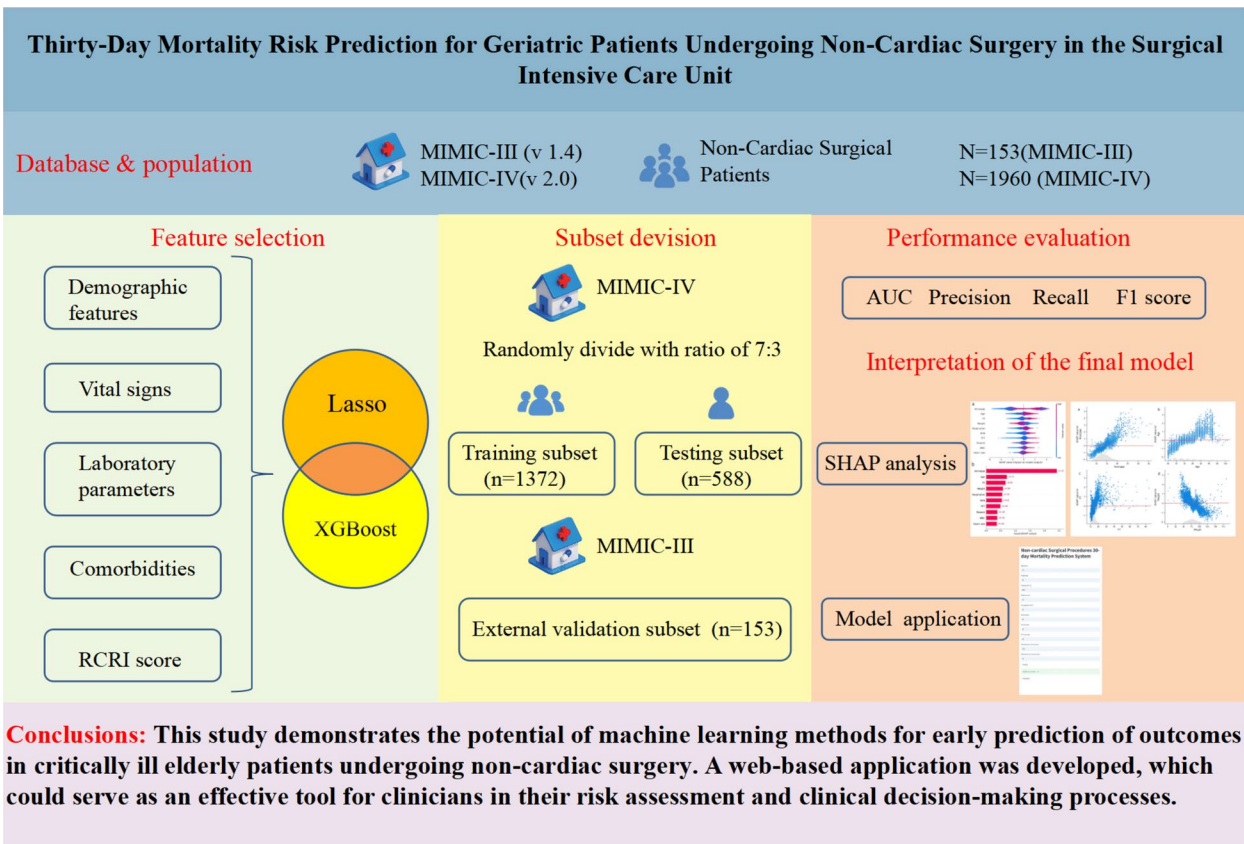 Thirty-Day Mortality Risk Prediction for Geriatric Patients Undergoing Non-Cardiac Surgery in the Surgical
Intensive Care Unit
Database & population
MIMIC-III (v 1.4)
MIMIC-IV(v 2.0)
Non-Cardiac Surgical
Patients
N=153(MIMIC-III)
N=1960 (MIMIC-IV)
Feature selection
Demographic
features
Vital signs
Laboratory
parameters
Comorbidities
RCRI score
Lasso
XGBoost
Subset devision
MIMIC-IV
Randomly divide with ratio of 7:3
Training subset
(n=1372)
Testing subset
(n=588)
MIMIC-III
External validation subset (n=153)
Performance evaluation
AUC Precision Recall F1 score
Interpretation of the final model
SHAP analysis
Non-cardiac Surgical Procedures 30-
day Mortality Prediction System
Model application
Conclusions: This study demonstrates the potential of machine learning methods for early prediction of outcomes
in critically ill elderly patients undergoing non-cardiac surgery. A web-based application was developed, which
could serve as an effective tool for clinicians in their risk assessment and clinical decision-making processes.